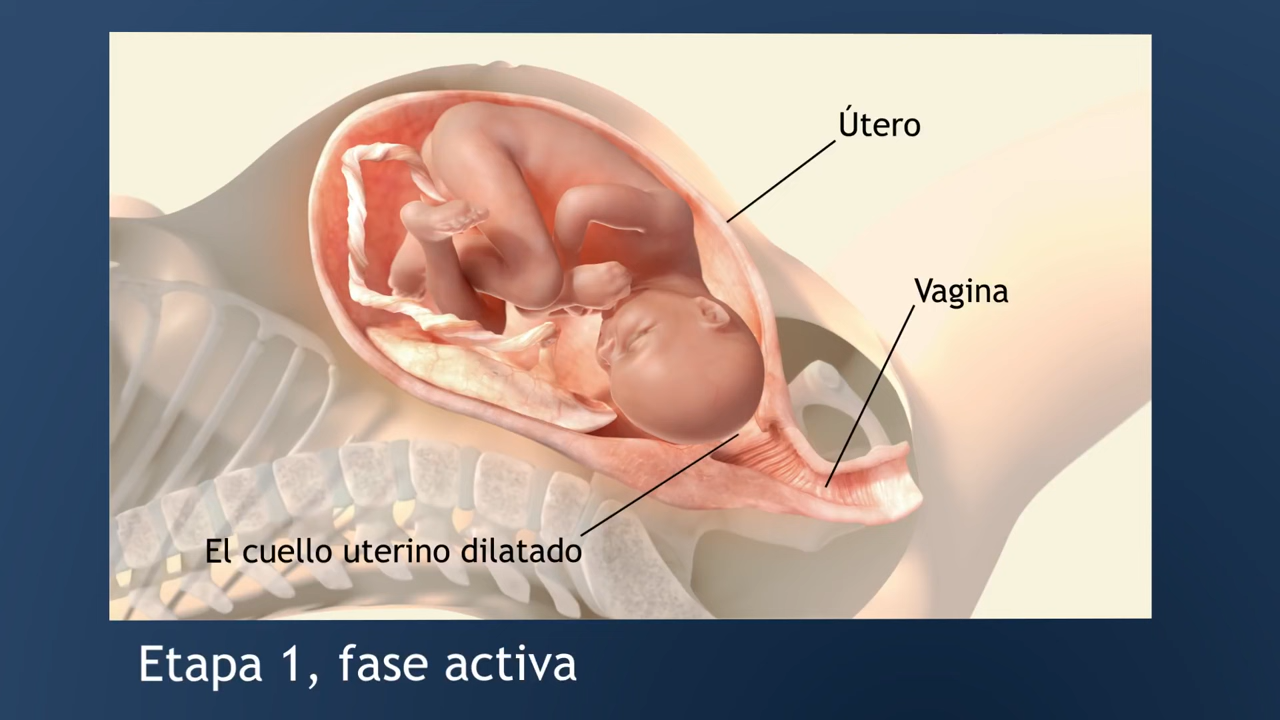 Útero
Vagina
El cuello uterino dilatado
Etapa 1, fase activa